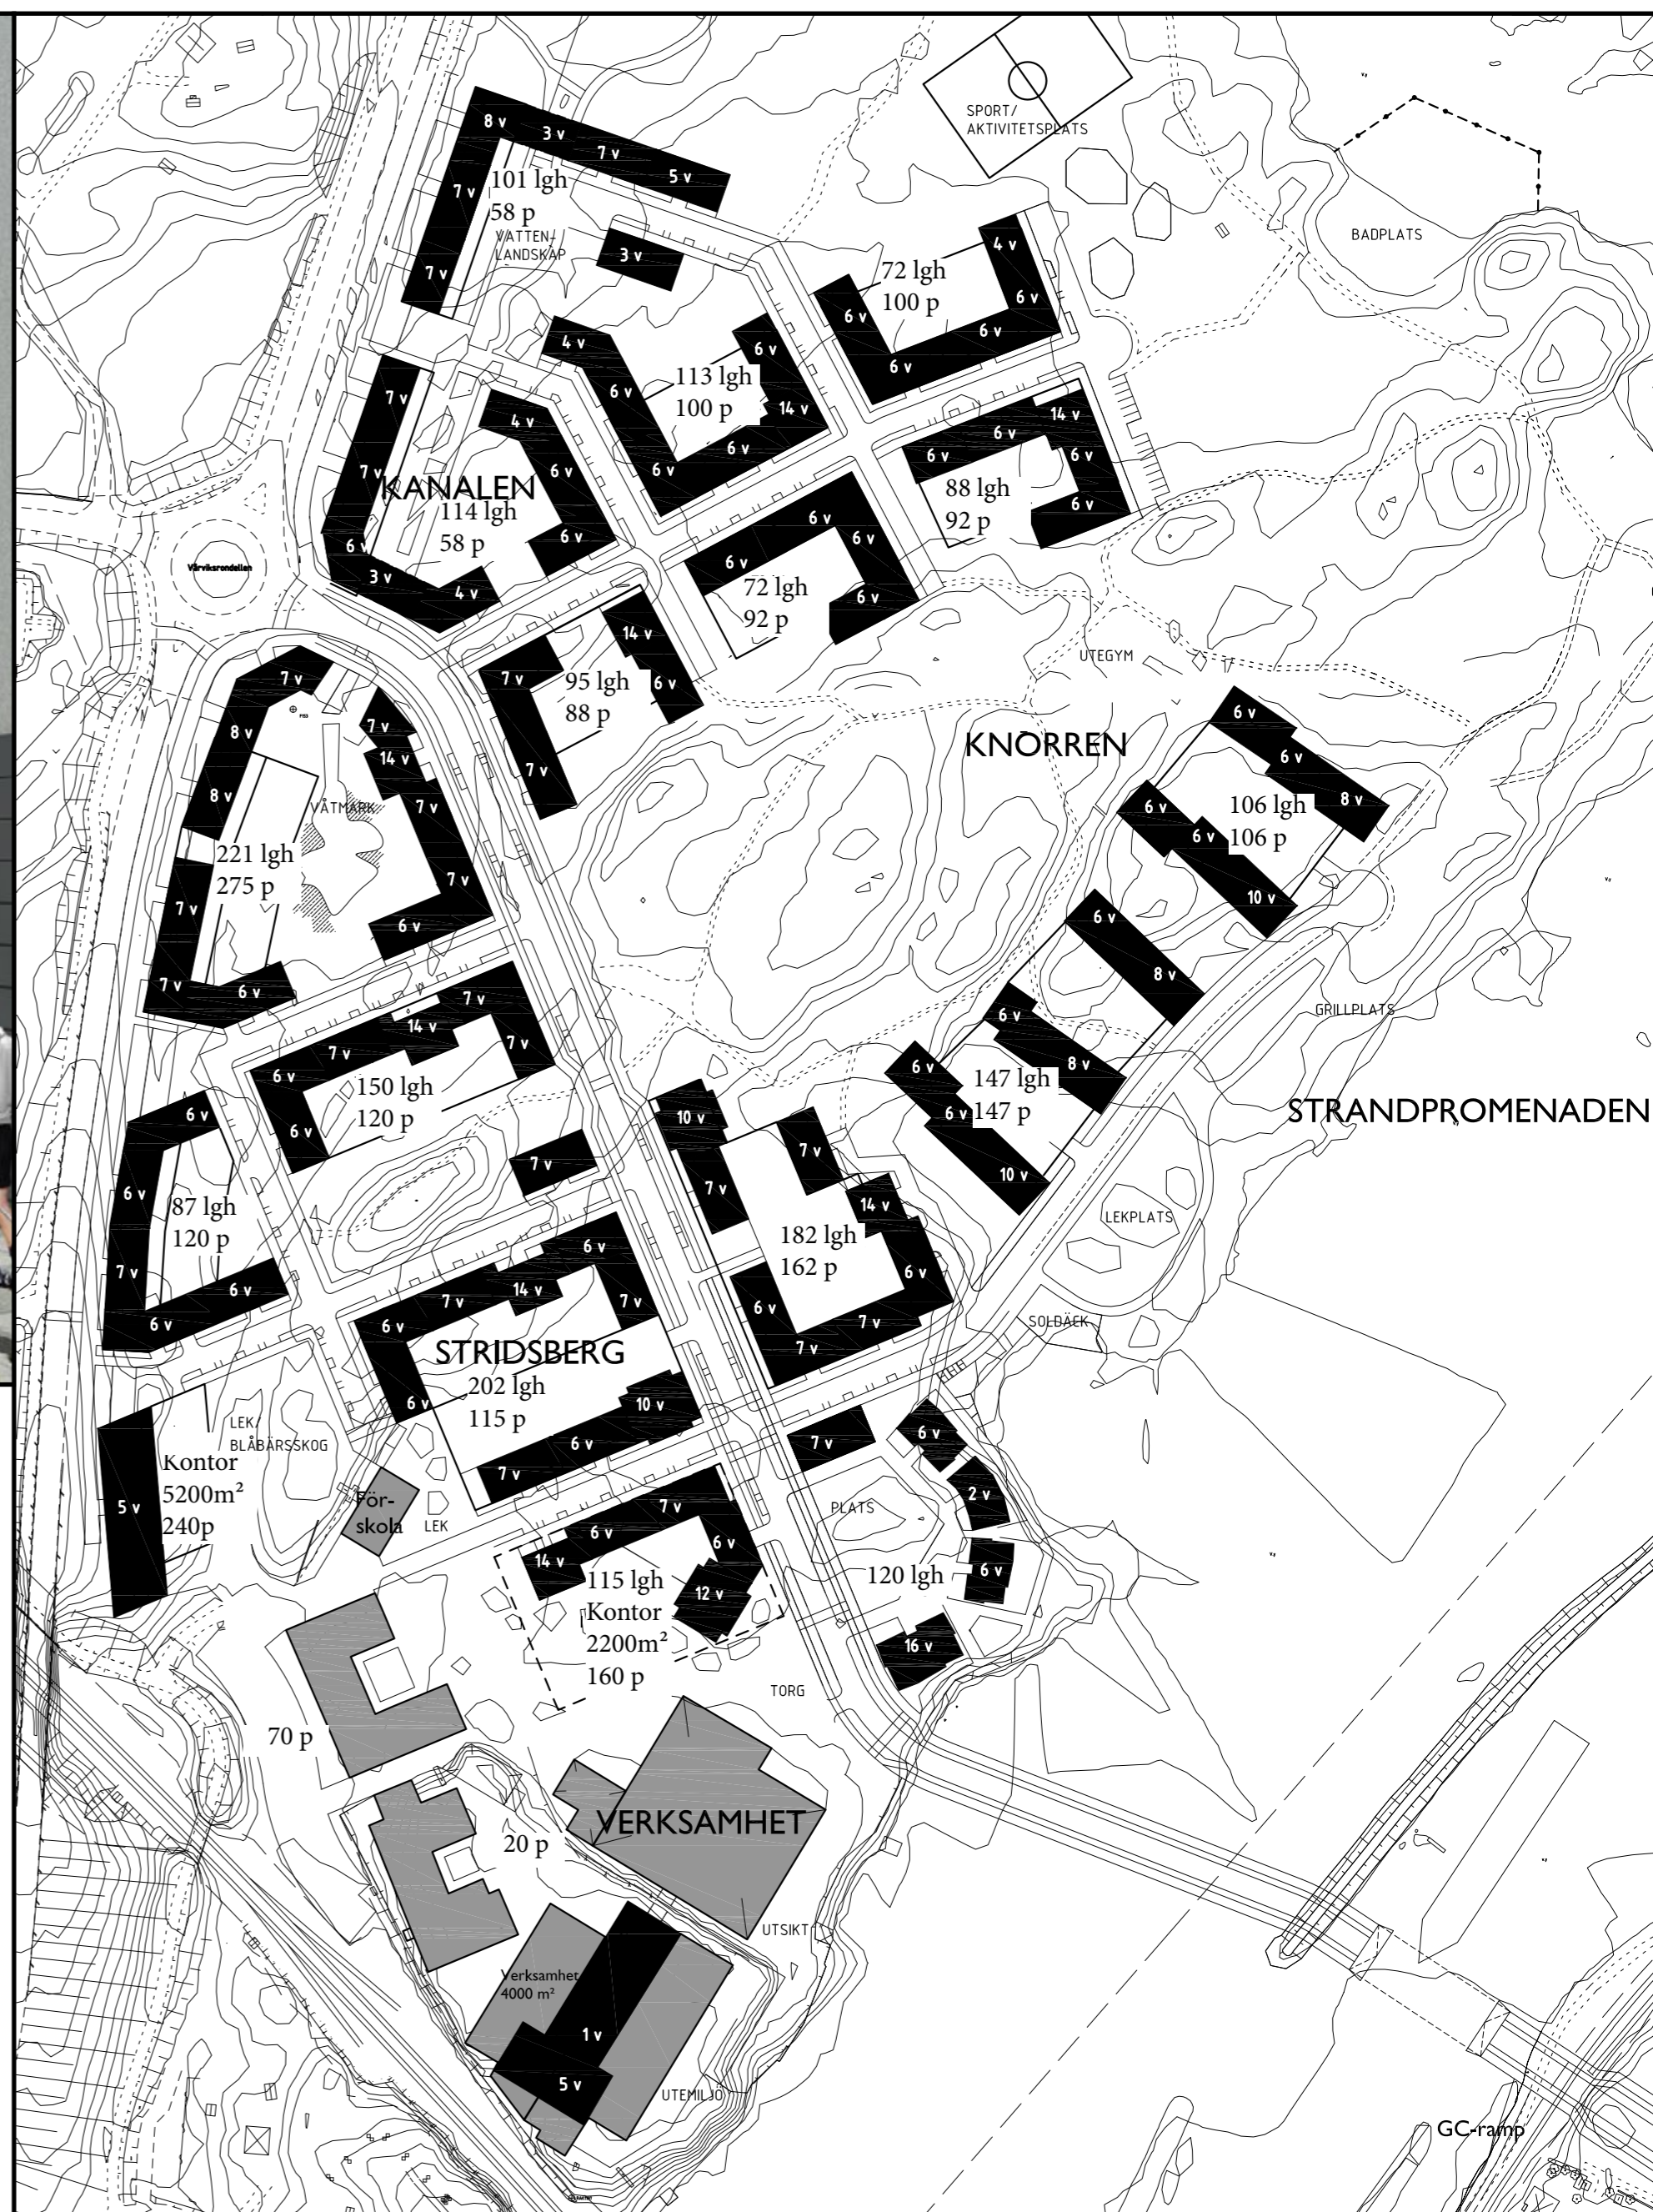 SPORT/
AKTIVITETSPLATS
8 v
3 v
7 v
5 v
7 v
101 lgh
58 p
VATTEN-
LANDSKAP
7 v
3 v
BADPLATS
4 v
72 lgh
100 p
6 v
6 v
6 v
6 v
4 v
6 v
6 v
113 lgh
100 p
14 v
6 v
6 v
7 v
4 v
7 v
6 v
KANALEN
114 lgh
58 p
6 v
6 v
3 v
4 v
14 v
6 v
6 v
6 v
88 lgh
92 p
6 v
Vårviksrondellen
6 v
6 v
6 v
72 lgh
92 p
6 v
14 v
7 v
95 lgh
88 p
6 v
7 v
UTEGYM
KNORREN
7 v
8 v
7 v
14 v
8 v
7 v
VÅTMARK
221 lgh
275 p
7 v
7 v
6 v
7 v
6 v
6 v
6 v
8 v
6 v
106 lgh
106 p
6 v
10 v
6 v
8 v
GRILLPLATS
7 v
14 v
7 v
7 v
6 v
150 lgh
120 p
6 v
6 v
8 v
6 v
147 lgh
147 p
6 v
10 v
STRANDPROMENADEN
6 v
6 v
87 lgh
120 p
7 v
6 v
6 v
7 v
10 v
7 v
7 v
14 v
182 lgh
162 p
6 v
6 v
7 v
7 v
LEKPLATS
SOLDÄCK
6 v
14 v
7 v
7 v
6 v
STRIDSBERG
202 lgh
115 p
6 v
10 v
6 v
7 v
LEK/
BLÅBÄRSSKOG
Kontor
5200m²
240p
5 v
För-
skola
LEK
7 v
6 v
2 v
PLATS
6 v
120 lgh
16 v
7 v
6 v
6 v
14 v
12 v
115 lgh
Kontor
2200m²
160 p
TORG
70 p
VERKSAMHET
20 p
UTSIKT
Verksamhet
4000 m²
1 v
5 v
UTEMILJÖ
GC-ramp